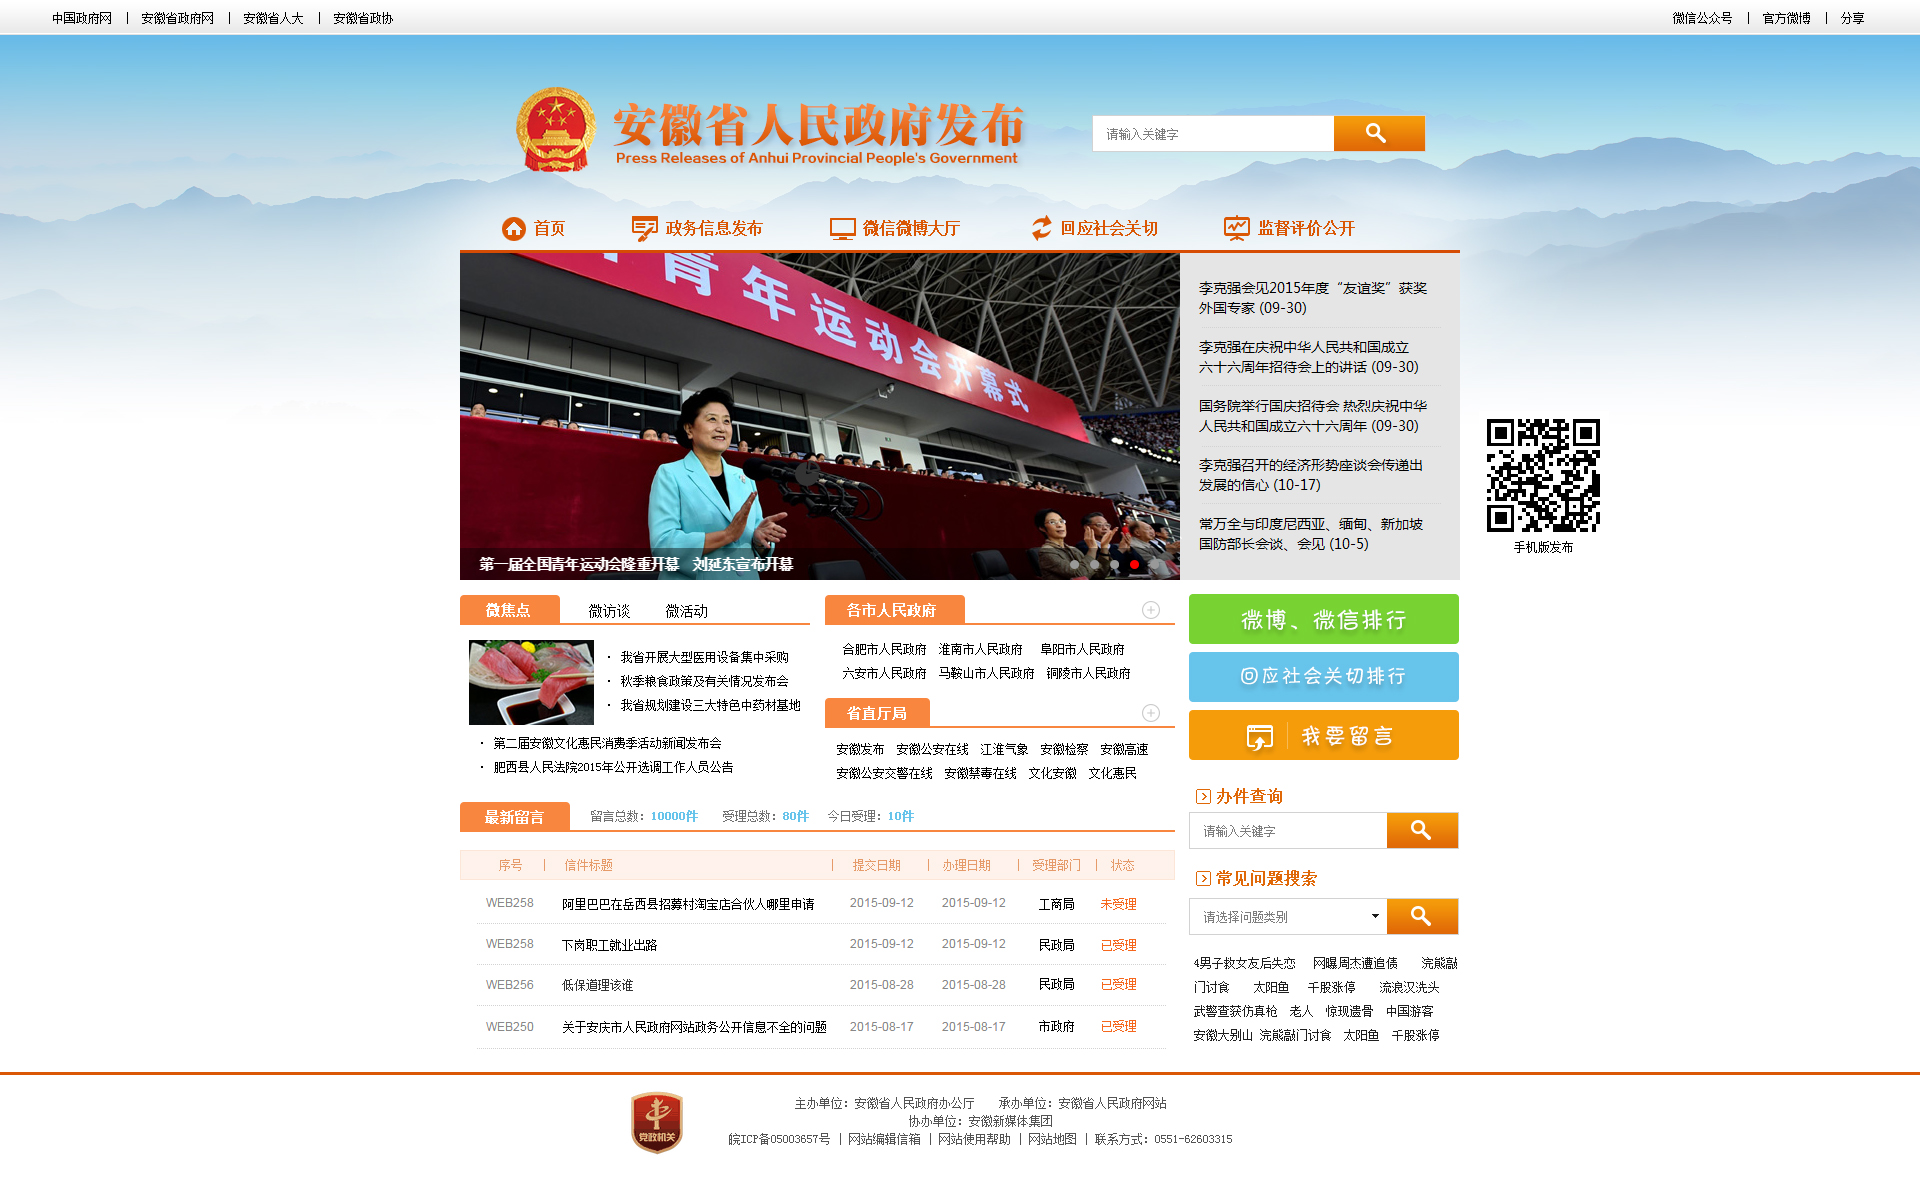 中国政府网 | 安徽省政府网 | 安徽省人大 | 安徽省政协
微信公众号 | 官方微博 | 分享
安徽省人民政府发布
Press Releases of Anhui Provincial People's Government
请输入关键字
首页 政务信息发布 微信微博大厅 回应社会关切 监督评价公开
青年运动会开幕式
第一届全国青年运动会隆重开幕 刘延东宣布开幕
李克强会见2015年度“友谊奖”获奖
外国专家 (09-30)
李克强在庆祝中华人民共和国成立
六十六周年招待会上的讲话 (09-30)
国务院举行国庆招待会 热烈庆祝中华
人民共和国成立六十六周年 (09-30)
李克强召开的经济形势座谈会传递出
发展的信心 (10-17)
常万全与印度尼西亚、缅甸、新加坡
国防部长会谈、会见 (10-5)
手机版发布
微焦点 微访谈 微活动
· 我省开展大型医用设备集中采购
· 秋季粮食政策及有关情况发布会
· 我省规划建设三大特色中药材基地
· 第二届安徽文化惠民消费季活动新闻发布会
· 肥西县人民法院2015年公开选调工作人员公告
各市人民政府
合肥市人民政府 淮南市人民政府 阜阳市人民政府
六安市人民政府 马鞍山市人民政府 铜陵市人民政府
省直厅局
安徽发布 安徽公安在线 江淮气象 安徽检察 安徽高速
安徽公安交警在线 安徽禁毒在线 文化安徽 文化惠民
微博、微信排行
回应社会关切排行
我要留言
最新留言 留言总数：10000件 受理总数：80件 今日受理：10件
序号 | 信件标题 | 提交日期 | 办理日期 | 受理部门 | 状态
WEB258 阿里巴巴在岳西县招募村淘宝店合伙人哪里申请 2015-09-12 2015-09-12 工商局 未受理
WEB258 下岗职工就业出路 2015-09-12 2015-09-12 民政局 已受理
WEB256 低保道理该谁 2015-08-28 2015-08-28 民政局 已受理
WEB250 关于安庆市人民政府网站政务公开信息不全的问题 2015-08-17 2015-08-17 市政府 已受理
办件查询
请输入关键字
常见问题搜索
请选择问题类别
4男子救女友后失恋 网曝周杰遭追债 浣熊敲
门讨食 太阳鱼 千股涨停 流浪汉洗头
武警查获仿真枪 老人 惊现遗骨 中国游客
安徽大别山 浣熊敲门讨食 太阳鱼 千股涨停
党政机关
主办单位：安徽省人民政府办公厅 承办单位：安徽省人民政府网站
协办单位：安徽新媒体集团
皖ICP备05003657号 | 网站编辑信箱 | 网站使用帮助 | 网站地图 | 联系方式：0551-62603315